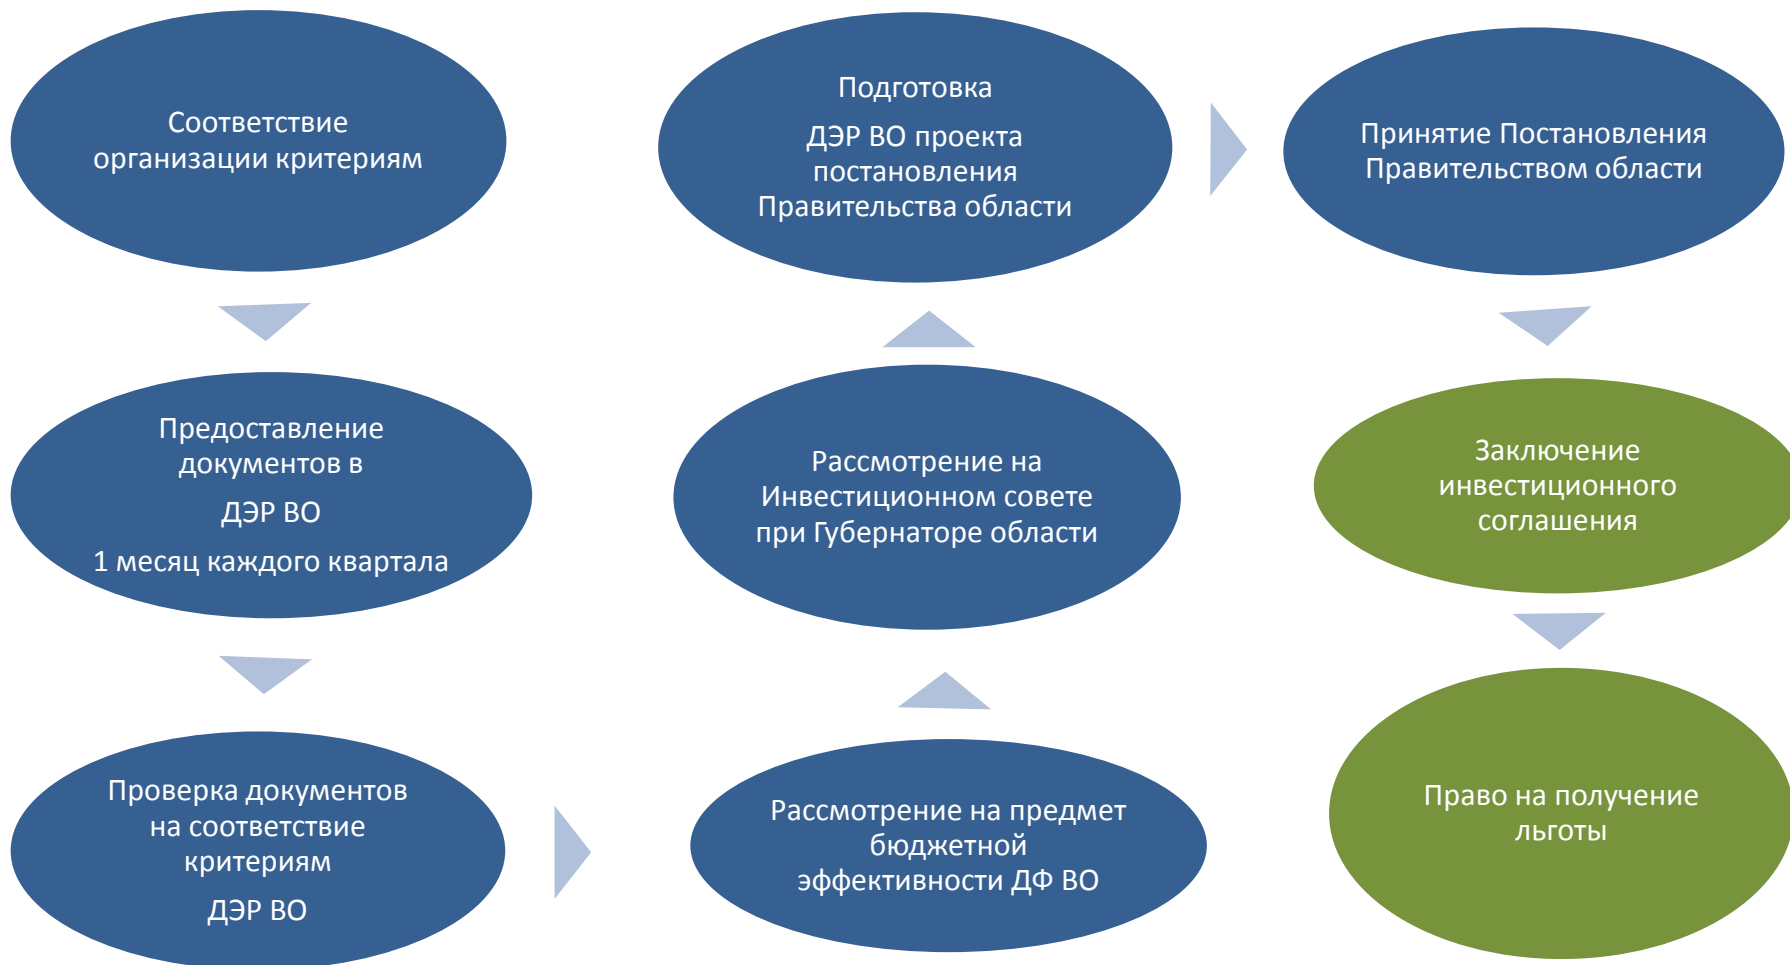 Соответствие
организации критериям
Предоставление
документов в
ДЭР ВО
1 месяц каждого квартала
Проверка документов
на соответствие
критериям
ДЭР ВО
Рассмотрение на предмет
бюджетной
эффективности ДФ ВО
Рассмотрение на
Инвестиционном совете
при Губернаторе области
Подготовка
ДЭР ВО проекта
постановления
Правительства области
Принятие Постановления
Правительством области
Заключение
инвестиционного
соглашения
Право на получение
льготы